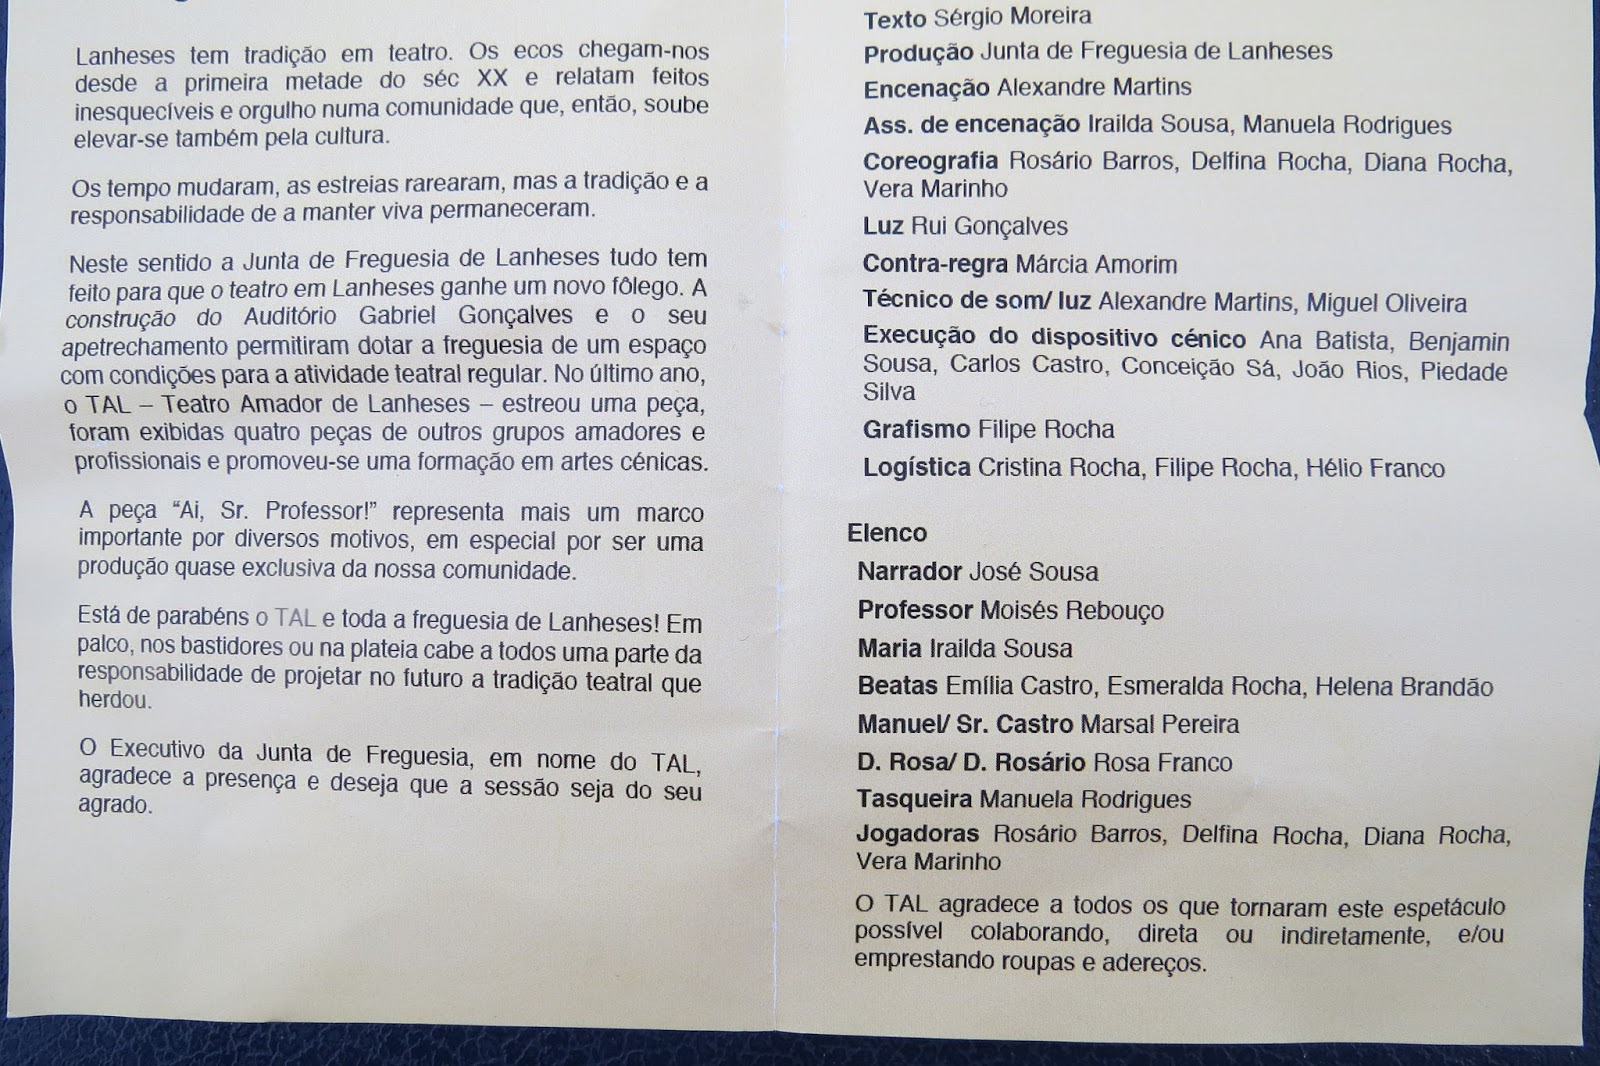 Lanheses tem tradição em teatro. Os ecos chegam-nos
desde a primeira metade do séc XX e relatam feitos
inesquecíveis e orgulho numa comunidade que, então, soube
elevar-se também pela cultura.
Os tempo mudaram, as estreias rarearam, mas a tradição e a
responsabilidade de a manter viva permaneceram.
Neste sentido a Junta de Freguesia de Lanheses tudo tem
feito para que o teatro em Lanheses ganhe um novo fôlego. A
construção do Auditório Gabriel Gonçalves e o seu
apetrechamento permitiram dotar a freguesia de um espaço
com condições para a atividade teatral regular. No último ano,
o TAL – Teatro Amador de Lanheses – estreou uma peça,
foram exibidas quatro peças de outros grupos amadores e
profissionais e promoveu-se uma formação em artes cénicas.
A peça “Ai, Sr. Professor!” representa mais um marco
importante por diversos motivos, em especial por ser uma
produção quase exclusiva da nossa comunidade.
Está de parabéns o TAL e toda a freguesia de Lanheses! Em
palco, nos bastidores ou na plateia cabe a todos uma parte da
responsabilidade de projetar no futuro a tradição teatral que
herdou.
O Executivo da Junta de Freguesia, em nome do TAL,
agradece a presença e deseja que a sessão seja do seu
agrado.
Texto Sérgio Moreira
Produção Junta de Freguesia de Lanheses
Encenação Alexandre Martins
Ass. de encenação Irailda Sousa, Manuela Rodrigues
Coreografia Rosário Barros, Delfina Rocha, Diana Rocha,
Vera Marinho
Luz Rui Gonçalves
Contra-regra Márcia Amorim
Técnico de som/ luz Alexandre Martins, Miguel Oliveira
Execução do dispositivo cénico Ana Batista, Benjamin
Sousa, Carlos Castro, Conceição Sá, João Rios, Piedade
Silva
Grafismo Filipe Rocha
Logística Cristina Rocha, Filipe Rocha, Hélio Franco
Elenco
Narrador José Sousa
Professor Moisés Rebouço
Maria Irailda Sousa
Beatas Emília Castro, Esmeralda Rocha, Helena Brandão
Manuel/ Sr. Castro Marsal Pereira
D. Rosa/ D. Rosário Rosa Franco
Tasqueira Manuela Rodrigues
Jogadoras Rosário Barros, Delfina Rocha, Diana Rocha,
Vera Marinho
O TAL agradece a todos os que tornaram este espetáculo
possível colaborando, direta ou indiretamente, e/ou
emprestando roupas e adereços.